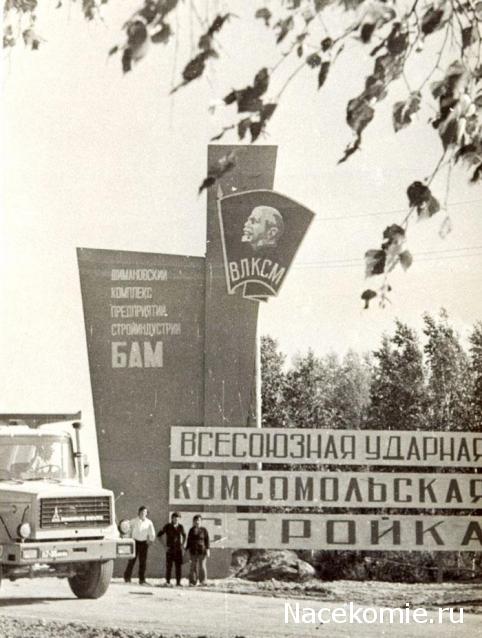 ШИМАНОВСКИЙ
КОМПЛЕКС
ПРЕДПРИЯТИЙ
СТРОЙИНДУСТРИИ
БАМ
ВЛКСМ
ВСЕСОЮЗНАЯ УДАРНАЯ
КОМСОМОЛЬСКАЯ
СТРОЙКА
Nacekomie.ru